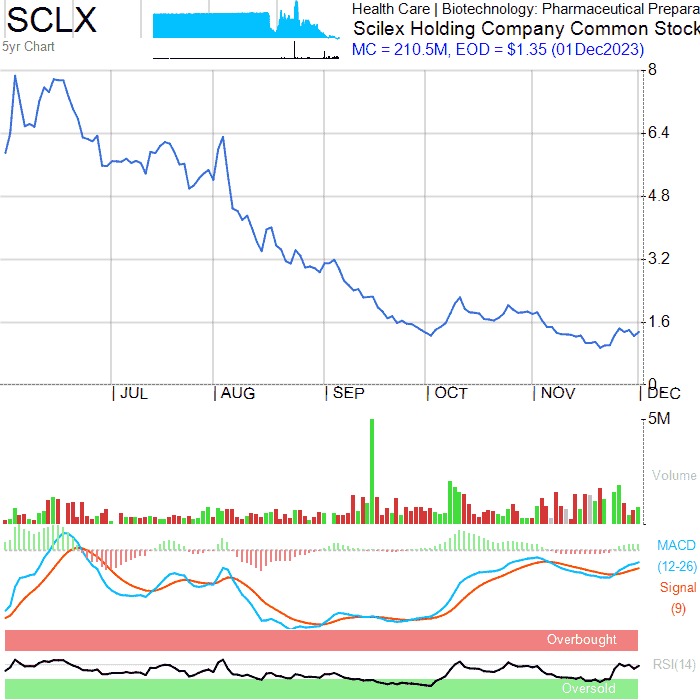 SCLX
5yr Chart
Health Care | Biotechnology: Pharmaceutical Prepara
Scilex Holding Company Common Stock
MC = 210.5M, EOD = $1.35 (01Dec2023)
8
6.4
4.8
3.2
1.6
0
| JUL | AUG | SEP | OCT | NOV | DEC
5M
Volume
MACD
(12-26)
Signal
(9)
Overbought
RSI(14)
Oversold